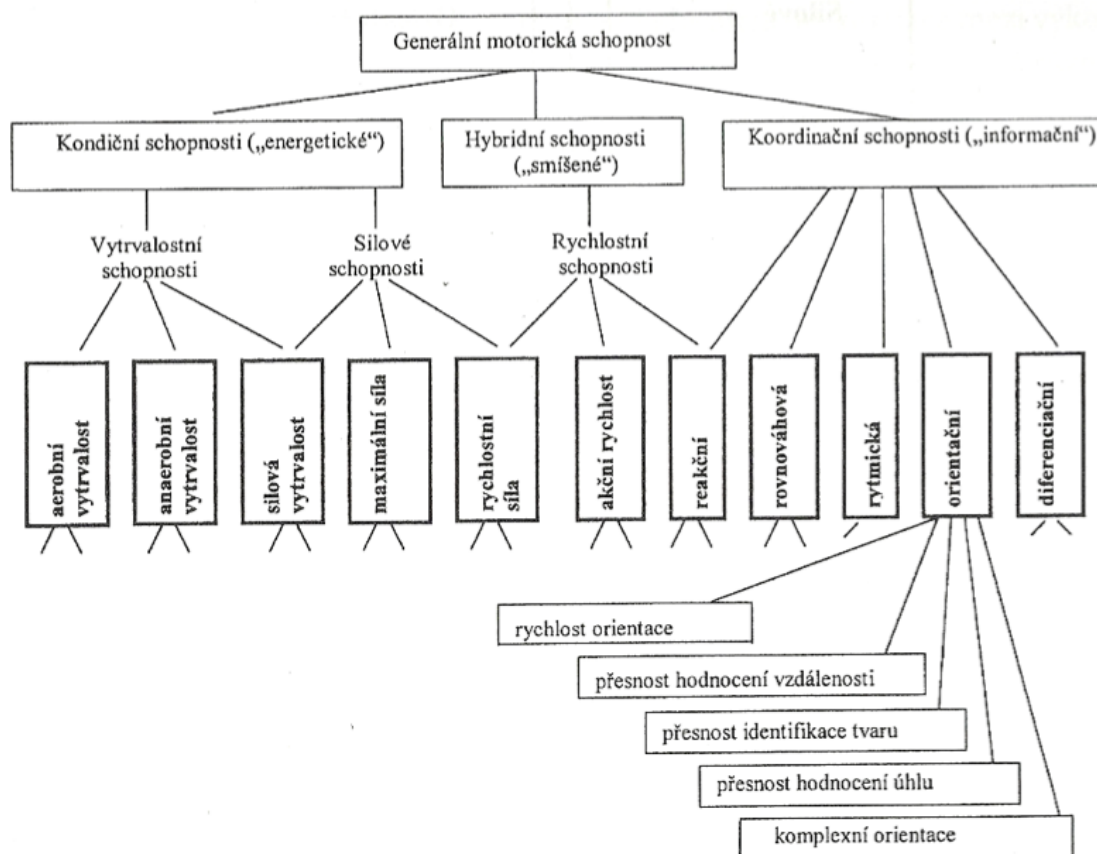 Generální motorická schopnost
Kondiční schopnosti („energetické“)
Hybridní schopnosti
(„smíšené“)
Koordinační schopnosti („informační“)
Vytrvalostní
schopnosti
Silové
schopnosti
Rychlostní
schopnosti
aerobní
vytrvalost
anaerobní
vytrvalost
silová
vytrvalost
maximální síla
rychlostní
síla
akční rychlost
reakční
rovnováhová
rytmická
orientační
diferenciační
rychlost orientace
přesnost hodnocení vzdálenosti
přesnost identifikace tvaru
přesnost hodnocení úhlu
komplexní orientace